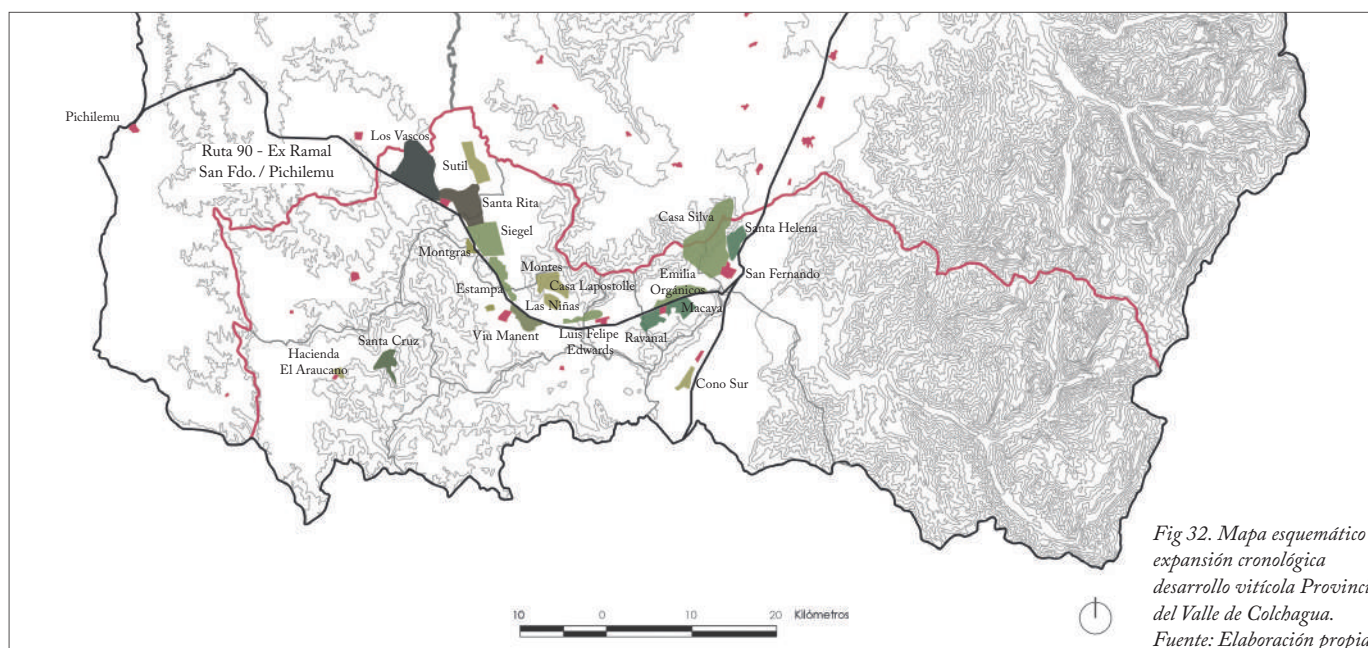 Pichilemu
Ruta 90 - Ex Ramal
San Fdo. / Pichilemu
Los Vascos
Sutil
Santa Rita
Siegel
Montgras
Estampa
Montes
Casa Lapostolle
Las Niñas
Viu Manent
Luis Felipe
Edwards
Casa Silva
Santa Helena
Emilia
Orgánicos
San Fernando
Macaya
Ravanal
Cono Sur
Santa Cruz
Hacienda
El Araucano
10 0 10 20 Kilómetros
Fig 32. Mapa esquemático
expansión cronológica
desarrollo vitícola Provinci
del Valle de Colchagua.
Fuente: Elaboración propia